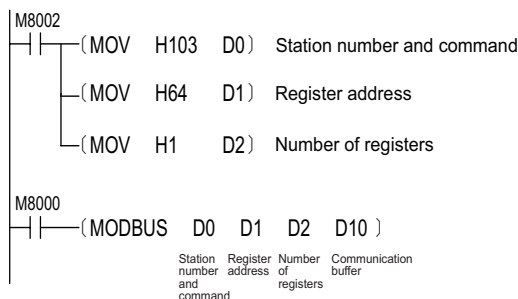 M8002
(MOV H103 D0) Station number and command
(MOV H64 D1) Register address
(MOV H1 D2) Number of registers
M8000
(MODBUS D0 D1 D2 D10 )
Station number and command
Register address
Number of registers
Communication buffer